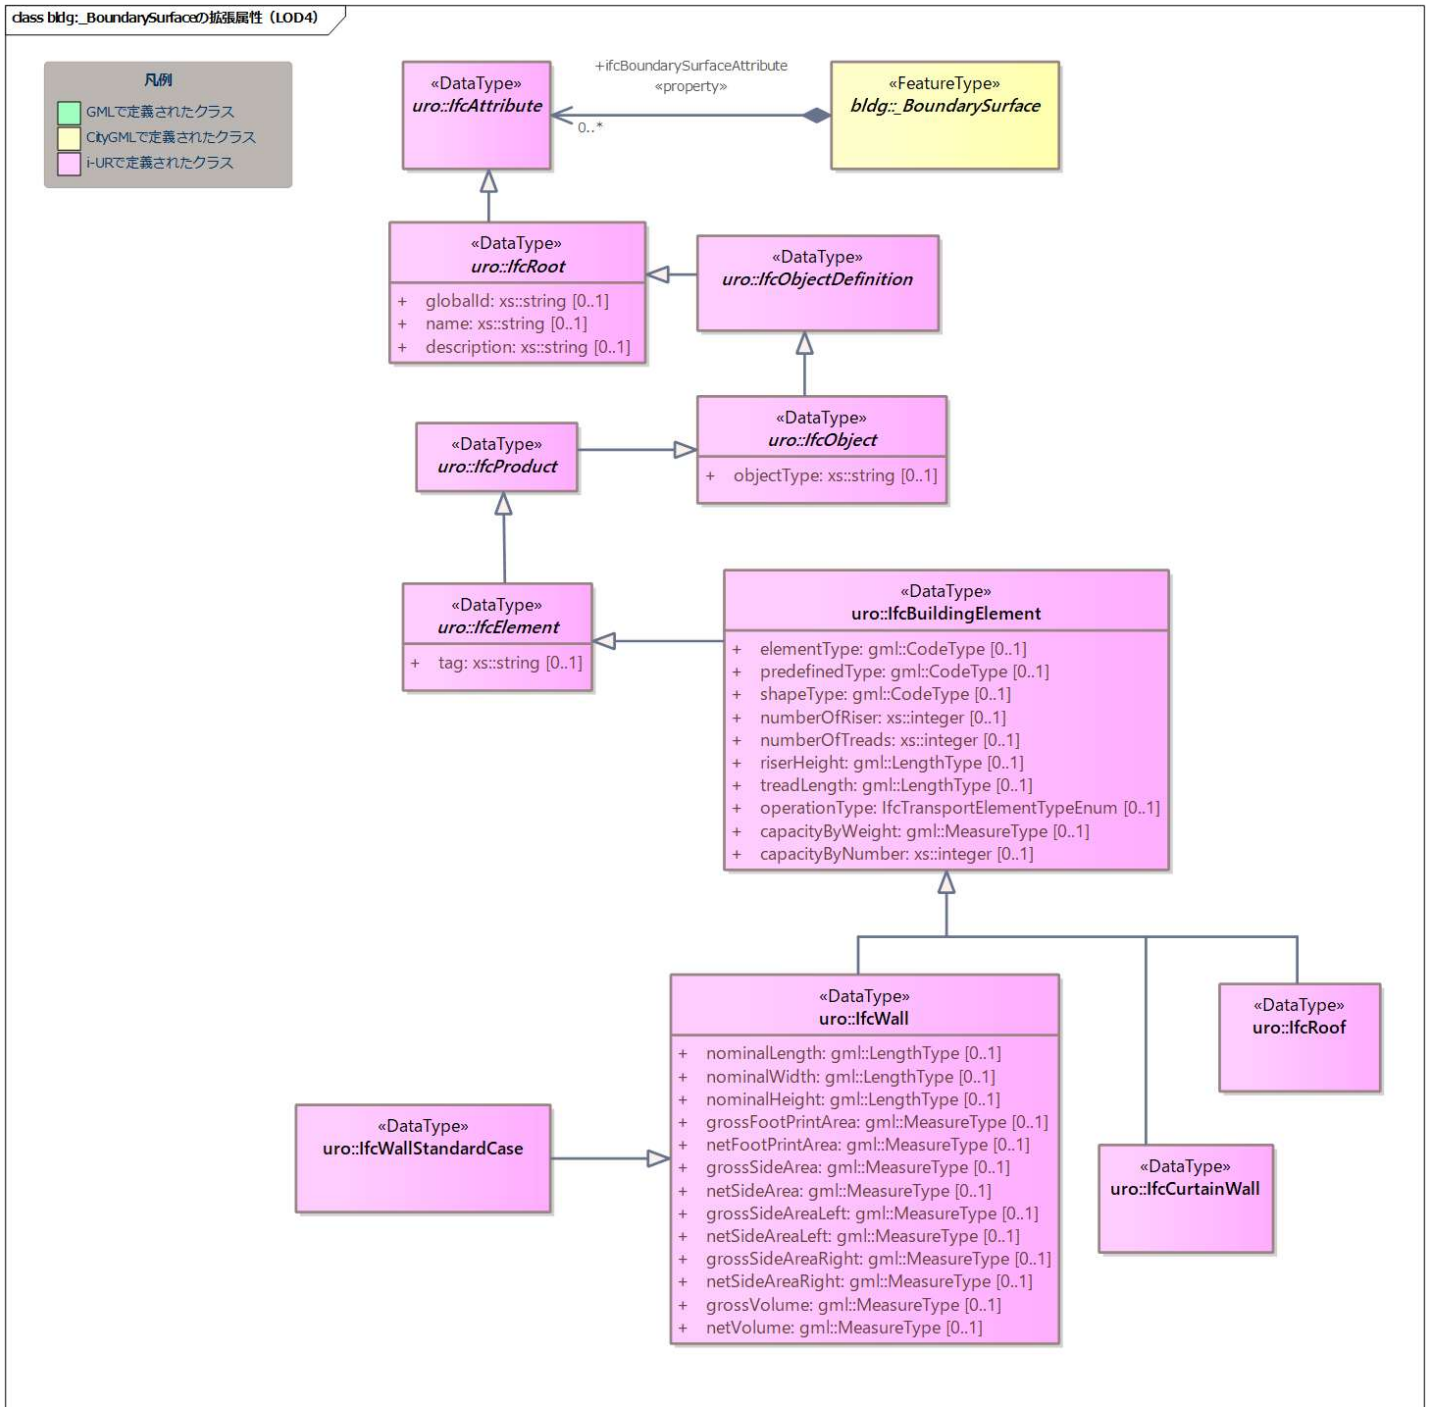 class bldg:_BoundarySurfaceの拡張属性（LOD4）
凡例
GMLで定義されたクラス
CityGMLで定義されたクラス
i-URで定義されたクラス
«DataType»
uro::IfcAttribute
+ifcBoundarySurfaceAttribute
«property»
0..*
«FeatureType»
bldg::_BoundarySurface
«DataType»
uro::IfcRoot
+ globalId: xs::string [0..1]
+ name: xs::string [0..1]
+ description: xs::string [0..1]
«DataType»
uro::IfcObjectDefinition
«DataType»
uro::IfcProduct
«DataType»
uro::IfcObject
+ objectType: xs::string [0..1]
«DataType»
uro::IfcElement
+ tag: xs::string [0..1]
«DataType»
uro::IfcBuildingElement
+ elementType: gml::CodeType [0..1]
+ predefinedType: gml::CodeType [0..1]
+ shapeType: gml::CodeType [0..1]
+ numberOfRiser: xs::integer [0..1]
+ numberOfTreads: xs::integer [0..1]
+ riserHeight: gml::LengthType [0..1]
+ treadLength: gml::LengthType [0..1]
+ operationType: IfcTransportElementTypeEnum [0..1]
+ capacityByWeight: gml::MeasureType [0..1]
+ capacityByNumber: xs::integer [0..1]
«DataType»
uro::IfcWall
+ nominalLength: gml::LengthType [0..1]
+ nominalWidth: gml::LengthType [0..1]
+ nominalHeight: gml::LengthType [0..1]
+ grossFootPrintArea: gml::MeasureType [0..1]
+ netFootPrintArea: gml::MeasureType [0..1]
+ grossSideArea: gml::MeasureType [0..1]
+ netSideArea: gml::MeasureType [0..1]
+ grossSideAreaLeft: gml::MeasureType [0..1]
+ netSideAreaLeft: gml::MeasureType [0..1]
+ grossSideAreaRight: gml::MeasureType [0..1]
+ netSideAreaRight: gml::MeasureType [0..1]
+ grossVolume: gml::MeasureType [0..1]
+ netVolume: gml::MeasureType [0..1]
«DataType»
uro::IfcRoof
«DataType»
uro::IfcWallStandardCase
«DataType»
uro::IfcCurtainWall